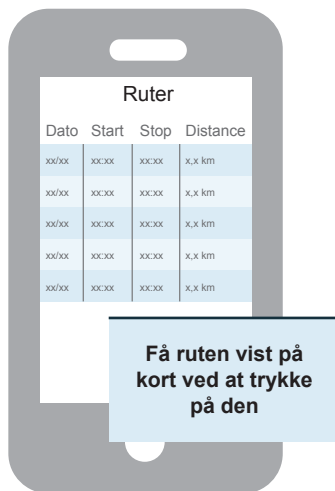 Ruter
Dato Start Stop Distance
xx/xx xx:xx xx:xx x,x km
xx/xx xx:xx xx:xx x,x km
xx/xx xx:xx xx:xx x,x km
xx/xx xx:xx xx:xx x,x km
xx/xx xx:xx xx:xx x,x km
Få ruten vist på
kort ved at trykke
på den